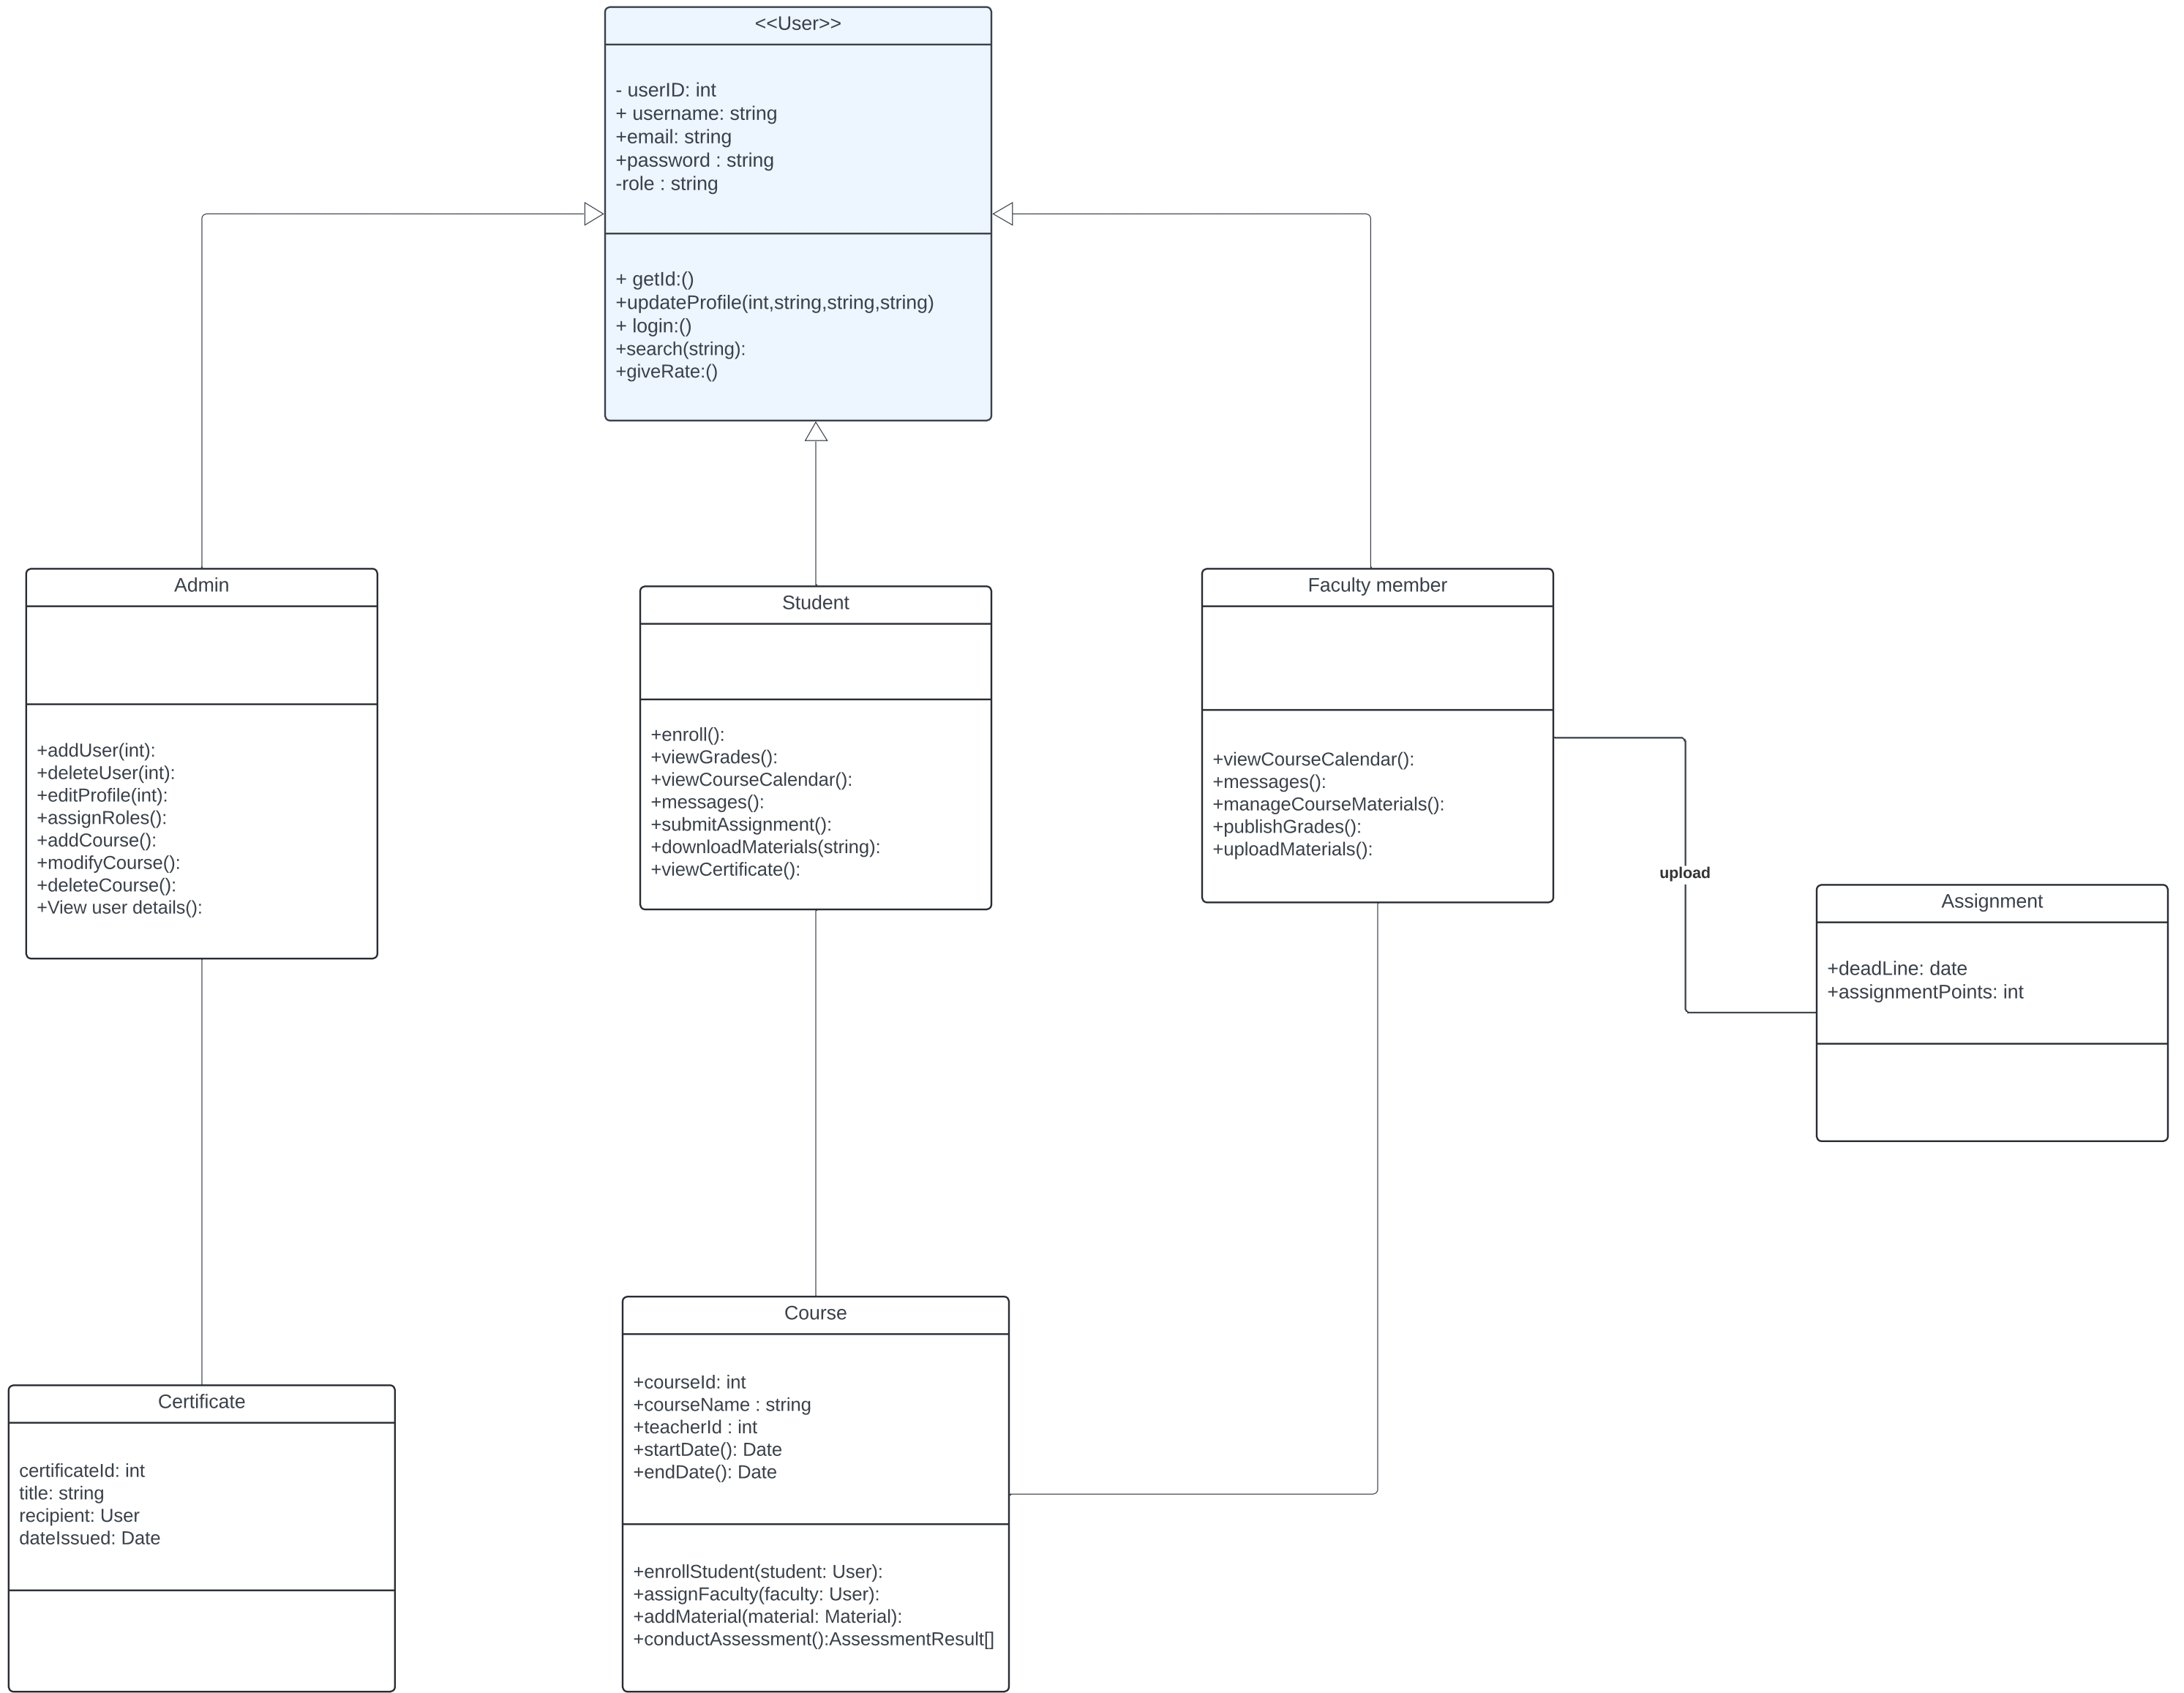 <<User>>
- userID: int
+ username: string
+email: string
+password : string
-role : string
+ getId:()
+updateProfile(int,string,string,string)
+ login:()
+search(string):
+giveRate:()
Admin
+addUser(int):
+deleteUser(int):
+editProfile(int):
+assignRoles():
+addCourse():
+modifyCourse():
+deleteCourse():
+View user details():
Student
+enroll():
+viewGrades():
+viewCourseCalendar():
+messages():
+submitAssignment():
+downloadMaterials(string):
+viewCertificate():
Faculty member
+viewCourseCalendar():
+messages():
+manageCourseMaterials():
+publishGrades():
+uploadMaterials():
upload
Assignment
+deadLine: date
+assignmentPoints: int
Certificate
certificateId: int
title: string
recipient: User
dateIssued: Date
Course
+courseId: int
+courseName : string
+teacherId : int
+startDate(): Date
+endDate(): Date
+enrollStudent(student: User):
+assignFaculty(faculty: User):
+addMaterial(material: Material):
+conductAssessment():AssessmentResult[]